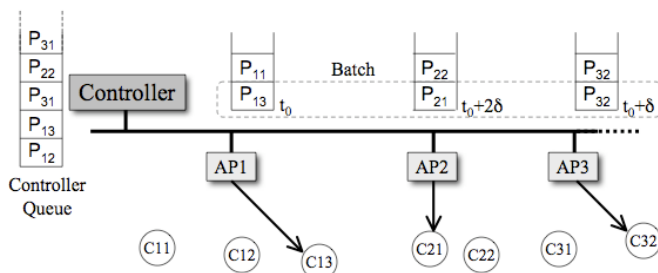 P31
P22
P31
P13
P12
Controller
Queue
Controller
Batch
P11
P13
t0
P22
P21
t0+2δ
P32
P32
t0+δ
AP1
AP2
AP3
C11
C12
C13
C21
C22
C31
C32